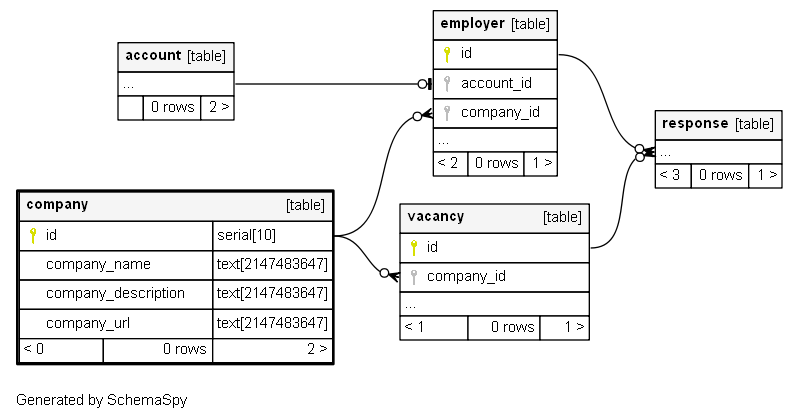 account [table]
...
0 rows 2 >
employer [table]
id
account_id
company_id
...
< 2 0 rows 1 >
response [table]
...
< 3 0 rows 1 >
company [table]
id serial[10]
company_name text[2147483647]
company_description text[2147483647]
company_url text[2147483647]
< 0 0 rows 2 >
vacancy [table]
id
company_id
...
< 1 0 rows 1 >
Generated by SchemaSpy